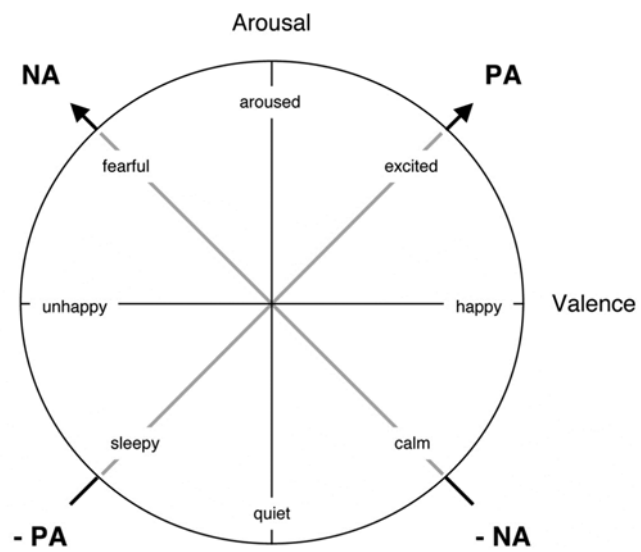 Arousal
NA
PA
aroused
fearful
excited
unhappy
happy
Valence
sleepy
calm
quiet
- PA
- NA